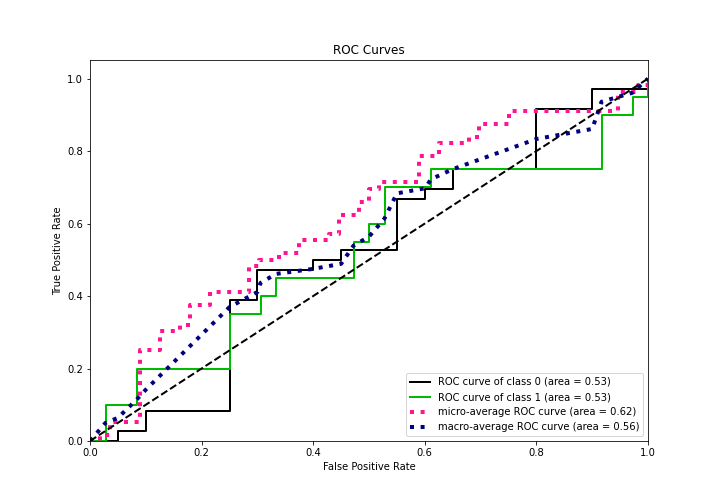 ROC Curves
1.0
0.8
0.6
0.4
0.2
0.0
True Positive Rate
ROC curve of class 0 (area = 0.53)
ROC curve of class 1 (area = 0.53)
micro-average ROC curve (area = 0.62)
macro-average ROC curve (area = 0.56)
0.0 0.2 0.4 0.6 0.8 1.0
False Positive Rate